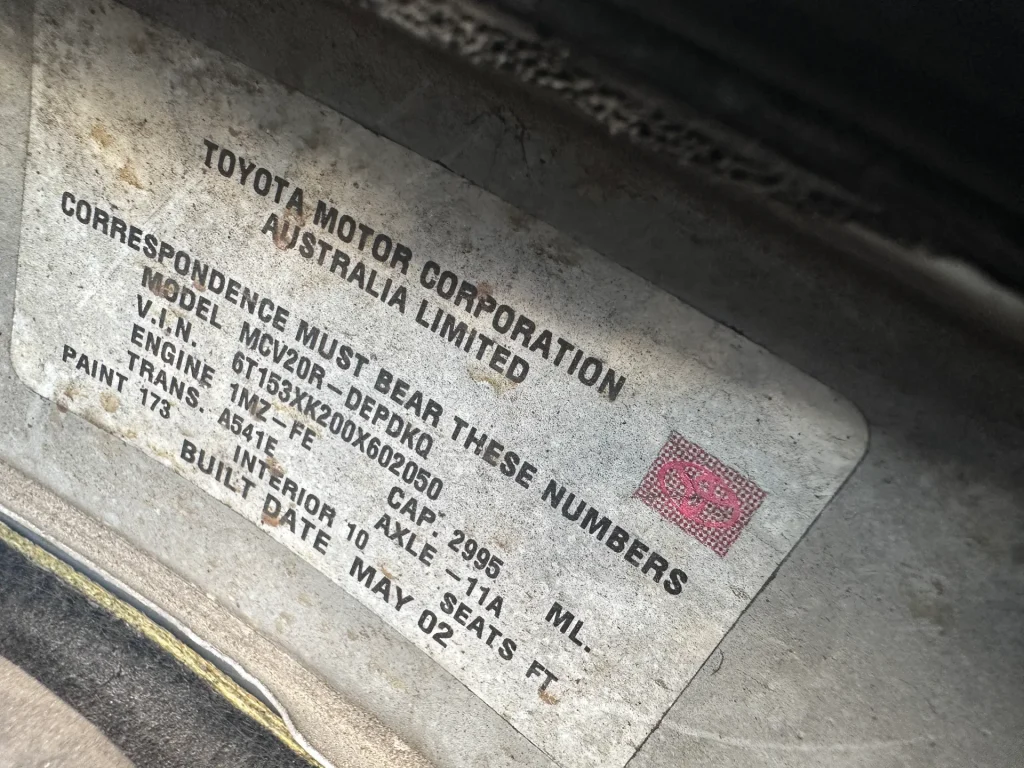 TOYOTA MOTOR CORPORATION
AUSTRALIA LIMITED
CORRESPONDENCE MUST BEAR THESE NUMBERS
MODEL MCV20R-DEPDKQ
V.I.N. 6T153XK200X602050
ENGINE 1MZ-FE CAP. 2995 ML.
TRANS. A541E AXLE -11A
PAINT 173 INTERIOR 10 SEATS FT
BUILT DATE MAY 02